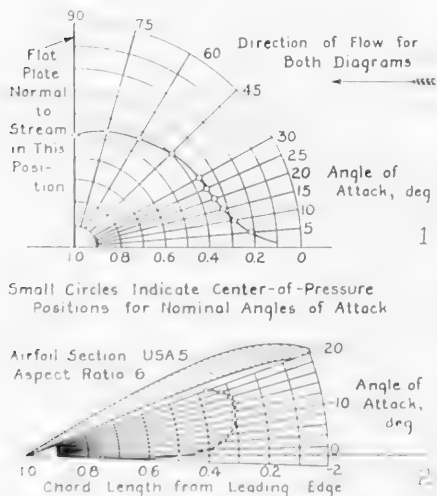 90
75
60
45
30
25
20
15
10
5
Flat
Plate
Normal
to
Stream
in This
Posi-
tion
Direction of Flow for
Both Diagrams
Angle of
Attack, deg
1
1.0 0.8 0.6 0.4 0.2 0
Small Circles Indicate Center-of-Pressure
Positions for Nominal Angles of Attack
Airfoil Section USA 5
Aspect Ratio 6
20
Angle of
Attack,
deg
10
0
-2
2
1.0 0.8 0.6 0.4 0.2
Chord Length from Leading Edge